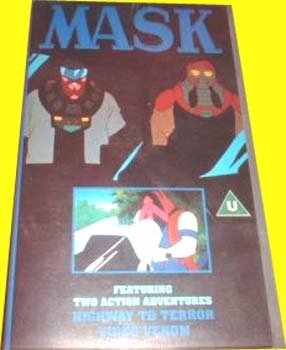 MASK
U
FEATURING
TWO ACTION ADVENTURES
HIGHWAY TO TERROR
VIDEO VENOM